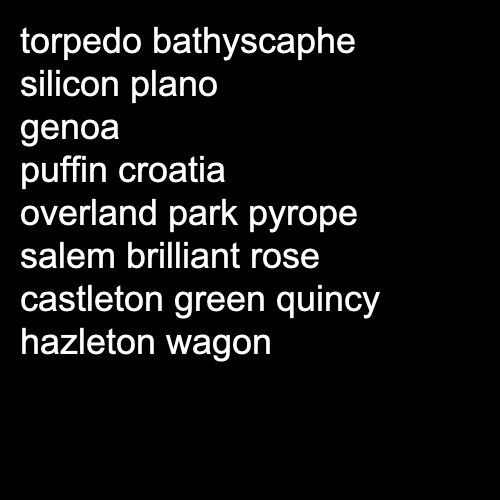 torpedo bathyscaphe
silicon plano
genoa
puffin croatia
overland park pyrope
salem brilliant rose
castleton green quincy
hazleton wagon